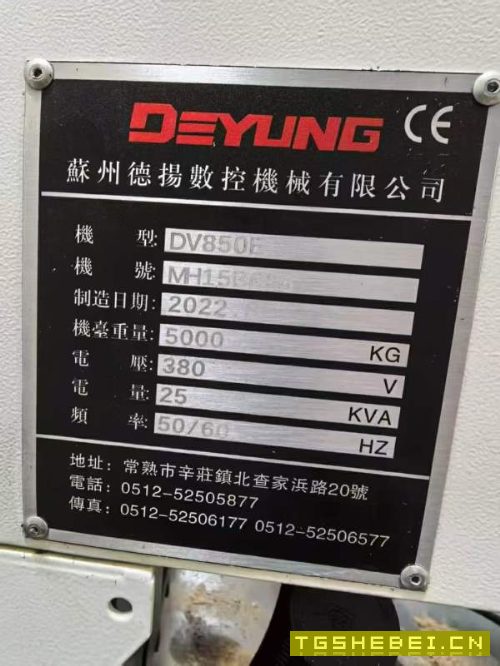 DEYUNG CE
蘇州德揚數控機械有限公司
機 型: DV850E
機 號: MH15
制造日期: 2022.
機臺重量: 5000 KG
電 壓: 380 V
電 量: 25 KVA
頻 率: 50/60 HZ
地址: 常熟市辛莊鎮北查家浜路20號
電話: 0512-52505877
傳真: 0512-52506177 0512-52506577
TGSHEBEI.CN